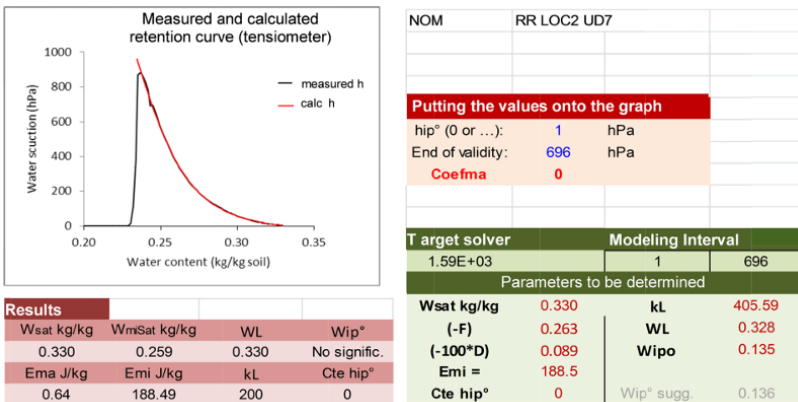 Measured and calculated
retention curve (tensiometer)
1000
800
600
400
200
0
Water scuction (hPa)
measured h
calc h
0.20 0.25 0.30 0.35
Water content (kg/kg soil)
NOM RR LOC2 UD7
Putting the values onto the graph
hip° (0 or ...): 1 hPa
End of validity: 696 hPa
Coefma 0
T arget solver Modeling Interval
1.59E+03 1 696
Parameters to be determined
Wsat kg/kg 0.330 kL 405.59
(-F) 0.263 WL 0.328
(-100*D) 0.089 Wipo 0.135
Emi = 188.5
Cte hip° 0 Wip° sugg. 0.136
Results
Wsat kg/kg WmiSat kg/kg WL Wip°
0.330 0.259 0.330 No signific.
Ema J/kg Emi J/kg kL Cte hip°
0.64 188.49 200 0